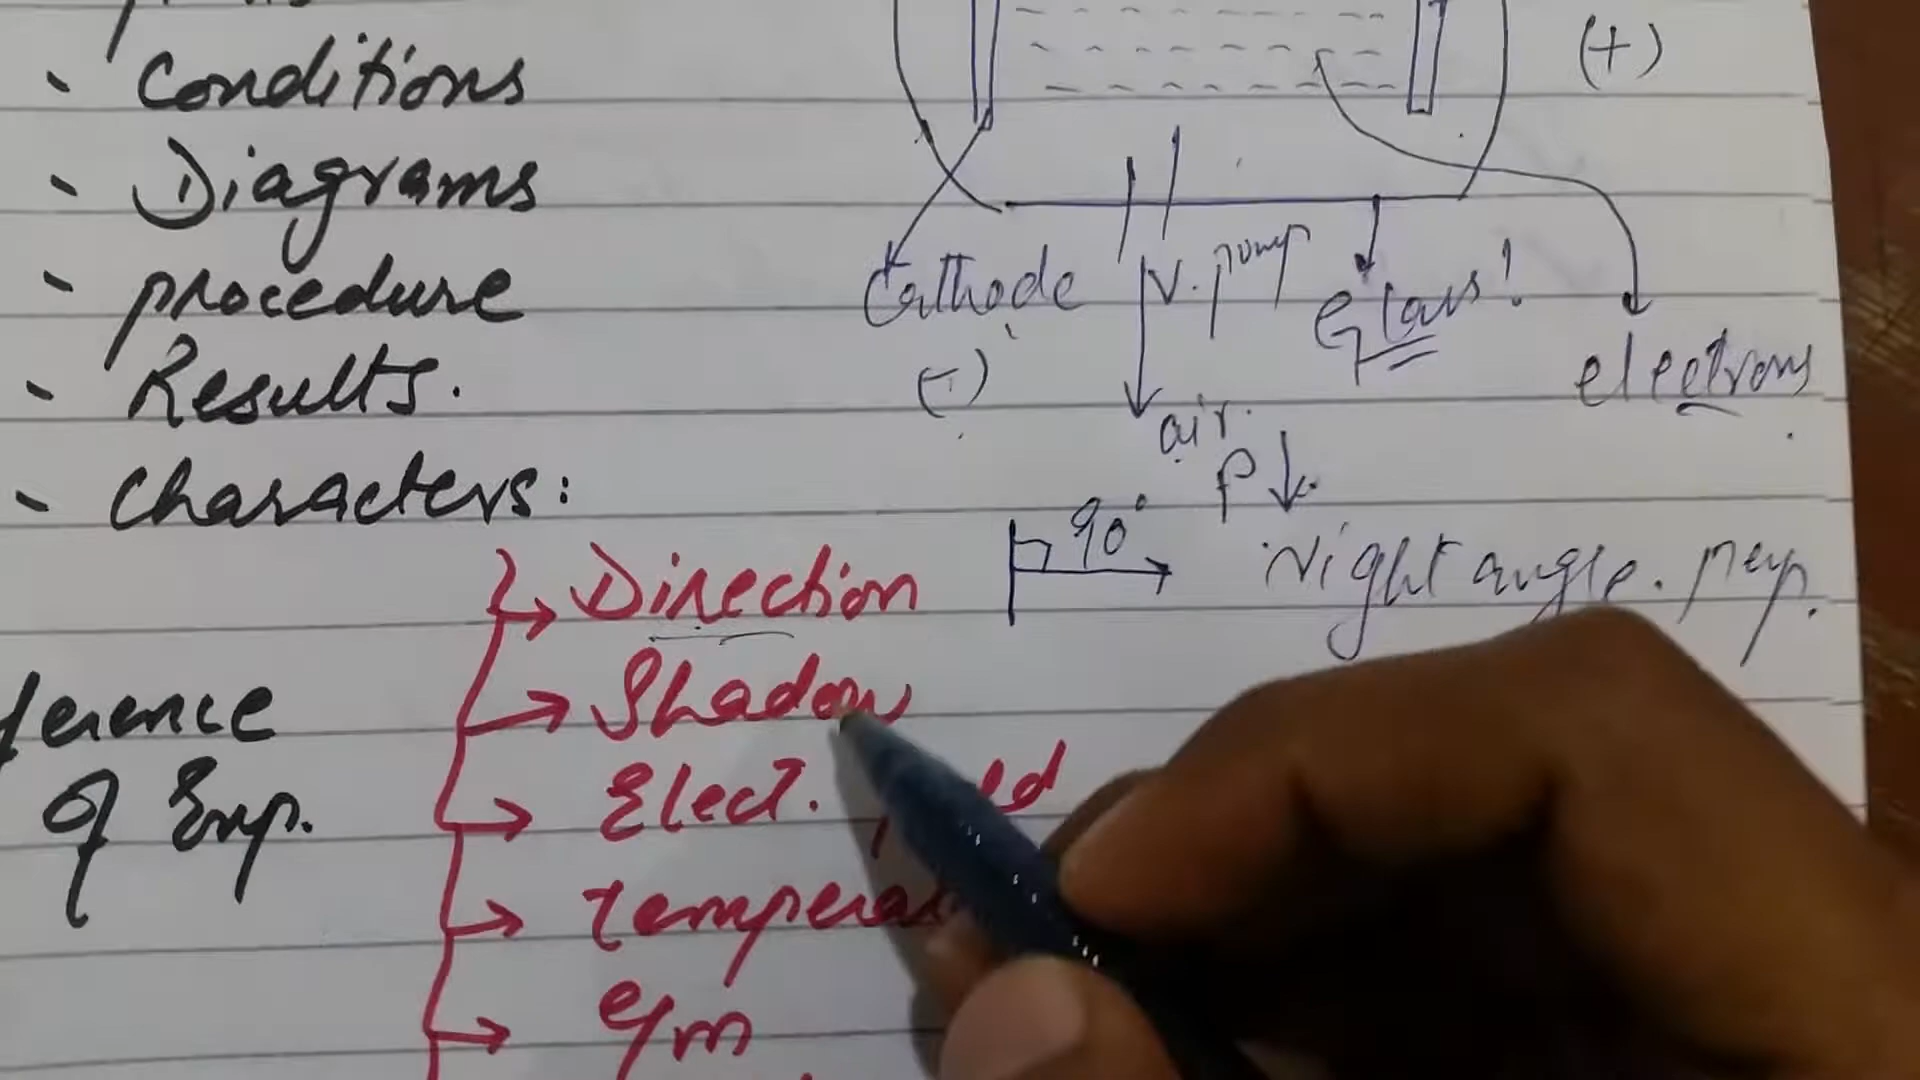 - Conditions
- Diagrams
- procedure
- Results.
- Characters:
→ Direction
→ Shadow
→ Elect.
→ temperat
→ e/m
of Exp.
(+)
Cathode
(-)
V. pump
air.
P ↓
glass!
electrons
90°
right angle. perp.